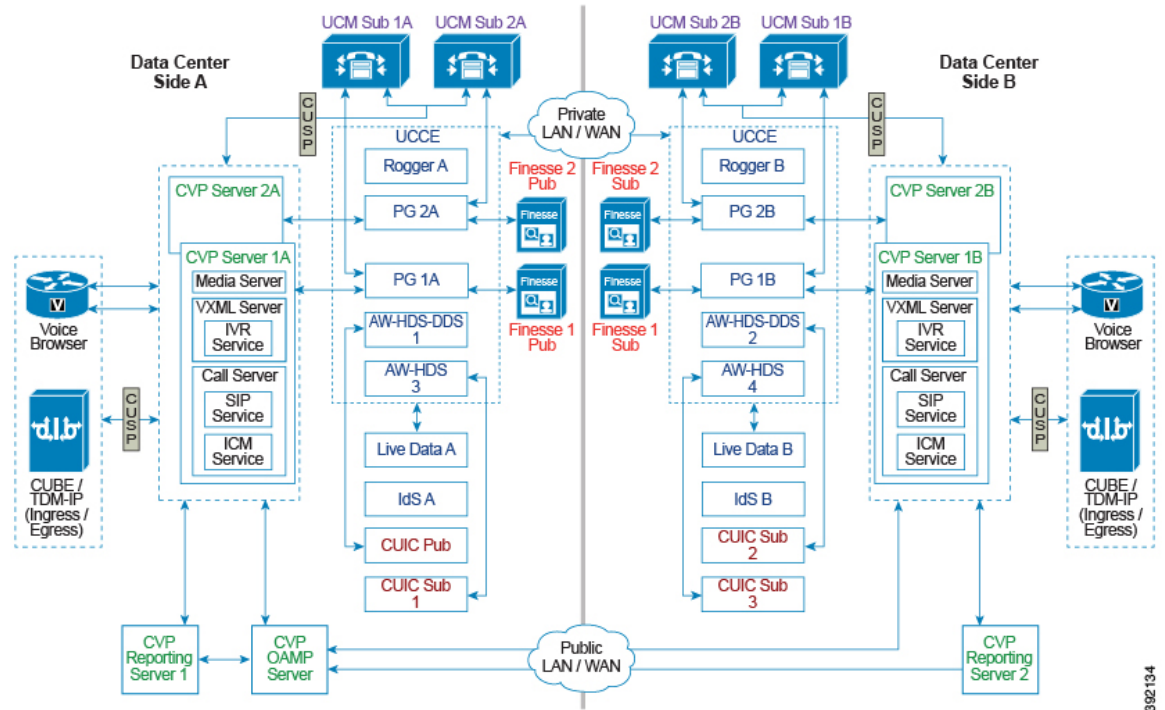 UCM Sub 1A
UCM Sub 2A
UCM Sub 2B
UCM Sub 1B
Data Center
Side A
Data Center
Side B
CUSP
CUSP
Private
LAN / WAN
UCCE
Rogger A
PG 2A
PG 1A
AW-HDS-DDS
1
AW-HDS
3
Live Data A
IdS A
CUIC Pub
CUIC Sub
1
Finesse 2
Pub
Finesse
Finesse
Finesse 1
Pub
Finesse 2
Sub
Finesse
Finesse
Finesse 1
Sub
UCCE
Rogger B
PG 2B
PG 1B
AW-HDS-DDS
2
AW-HDS
4
Live Data B
IdS B
CUIC Sub
2
CUIC Sub
3
CVP Server 2A
CVP Server 1A
Media Server
VXML Server
IVR
Service
Call Server
SIP
Service
ICM
Service
V
Voice
Browser
CUSP
CUBE /
TDM-IP
(Ingress /
Egress)
CVP Server 2B
CVP Server 1B
Media Server
VXML Server
IVR
Service
Call Server
SIP
Service
ICM
Service
V
Voice
Browser
CUSP
CUBE /
TDM-IP
(Ingress /
Egress)
CVP
Reporting
Server 1
CVP
OAMP
Server
Public
LAN / WAN
CVP
Reporting
Server 2
392134